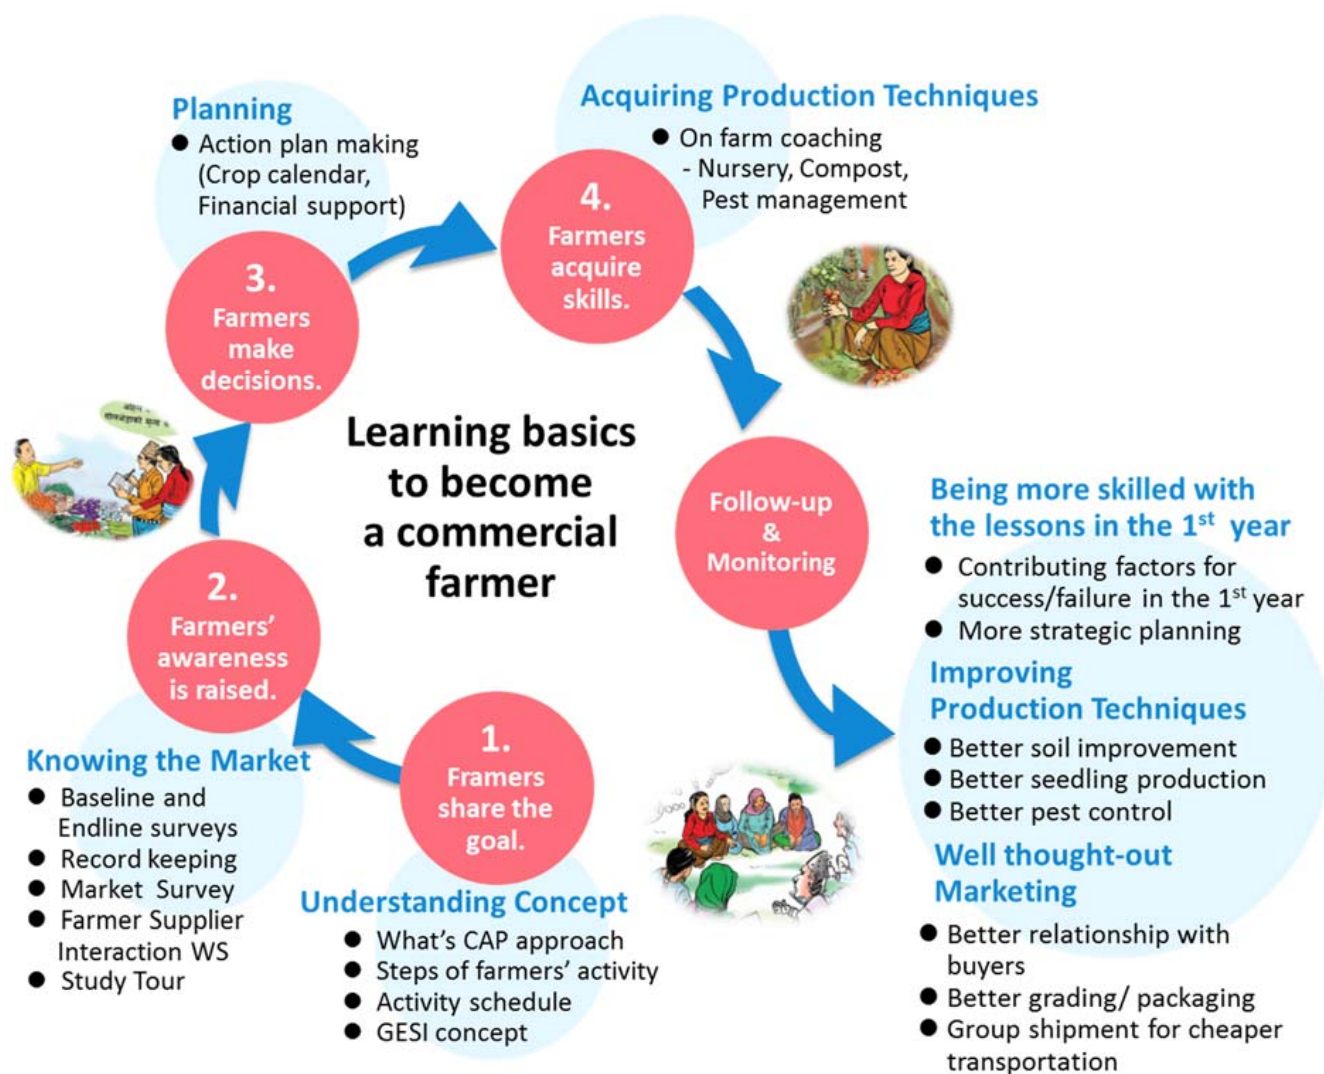 Planning
● Action plan making
(Crop calendar,
Financial support)
Acquiring Production Techniques
● On farm coaching
- Nursery, Compost,
Pest management
4.
Farmers
acquire
skills.
3.
Farmers
make
decisions.
Learning basics
to become
a commercial
farmer
Follow-up
&
Monitoring
2.
Farmers'
awareness
is raised.
1.
Framers
share the
goal.
Knowing the Market
● Baseline and
Endline surveys
● Record keeping
● Market Survey
● Farmer Supplier
Interaction WS
● Study Tour
Understanding Concept
● What's CAP approach
● Steps of farmers' activity
● Activity schedule
● GESI concept
Being more skilled with
the lessons in the 1st year
● Contributing factors for
success/failure in the 1st year
● More strategic planning
Improving
Production Techniques
● Better soil improvement
● Better seedling production
● Better pest control
Well thought-out
Marketing
● Better relationship with
buyers
● Better grading/ packaging
● Group shipment for cheaper
transportation